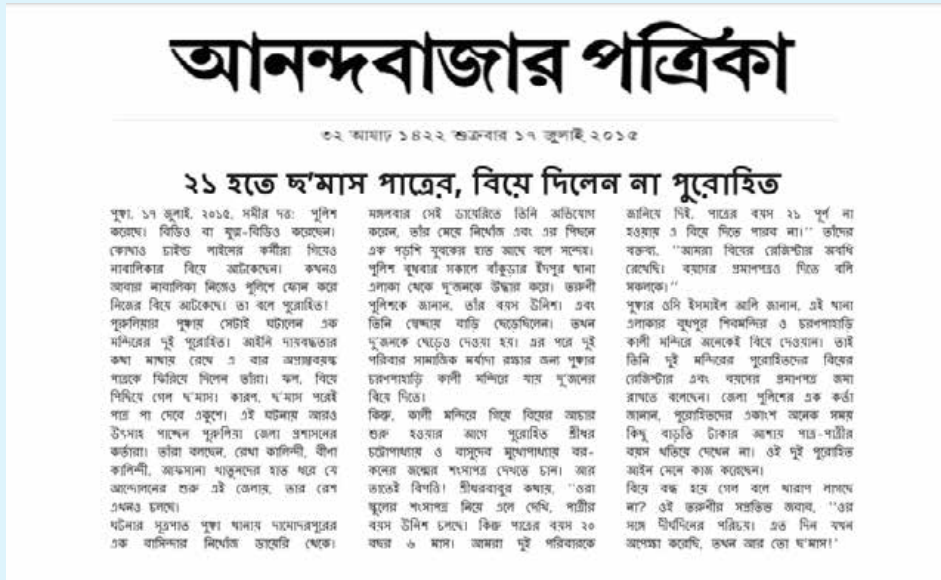 আনন্দবাজার পত্রিকা
৩২ আষাঢ় ১৪২২ শুক্রবার ১৭ জুলাই ২০১৫
২১ হতে ছ'মাস পাত্রের, বিয়ে দিলেন না পুরোহিত
পুঞ্চা, ১৭ জুলাই, ২০১৫, সমীর দত্ত: পুলিশ
করেছে। বিডিও বা যুগ্ম-বিডিও করেছেন।
কোথাও চাইল্ড লাইনের কর্মীরা গিয়েও
নাবালিকার বিয়ে আটকেছেন। কখনও
আবার নাবালিকা নিজেও পুলিশে ফোন করে
নিজের বিয়ে আটকেছে। তা বলে পুরোহিত!
পুরুলিয়ার পুঞ্চায় সেটাই ঘটালেন এক
মন্দিরের দুই পুরোহিত। আইনি দায়বদ্ধতার
কথা মাথায় রেখে এ বার অপ্রাপ্তবয়স্ক
পাত্রকে ফিরিয়ে দিলেন তাঁরা। ফল, বিয়ে
পিছিয়ে গেল ছ'মাস। কারণ, ছ'মাস পরেই
পাত্র পা দেবে একুশে। এই ঘটনায় আরও
উৎসাহ পাচ্ছেন পুরুলিয়া জেলা প্রশাসনের
কর্তারা। তাঁরা বলছেন, রেখা কালিন্দী, বীণা
কালিন্দী, আফসানা খাতুনদের হাত ধরে যে
আন্দোলনের শুরু এই জেলায়, তার রেশ
এখনও চলছে।
ঘটনার সূত্রপাত পুঞ্চা থানায় দামোদরপুরের
এক বাসিন্দার নিখোঁজ ডায়েরি থেকে।
মঙ্গলবার সেই ডায়েরিতে তিনি অভিযোগ
করেন, তাঁর মেয়ে নিখোঁজ এবং এর পিছনে
এক পড়শি যুবকের হাত আছে বলে সন্দেহ।
পুলিশ বুধবার সকালে বাঁকুড়ার ইঁদপুর থানা
এলাকা থেকে দু'জনকে উদ্ধার করে। তরুণী
পুলিশকে জানান, তাঁর বয়স উনিশ। এবং
তিনি স্বেচ্ছায় বাড়ি ছেড়েছিলেন। তখন
দু'জনকে ছেড়েও দেওয়া হয়। এর পরে দুই
পরিবার সামাজিক মর্যাদা রক্ষার জন্য পুঞ্চার
চরণপাহাড়ি কালী মন্দিরে যায় দু'জনের
বিয়ে দিতে।
কিন্তু, কালী মন্দিরে গিয়ে বিয়ের আচার
শুরু হওয়ার আগে পুরোহিত শ্রীধর
চট্টোপাধ্যায় ও বাসুদেব মুখোপাধ্যায় বর-
কনের জন্মের শংসাপত্র দেখতে চান। আর
তাতেই বিপত্তি! শ্রীধরবাবুর কথায়, ''ওরা
স্কুলের শংসাপত্র নিয়ে এলে দেখি, পাত্রীর
বয়স উনিশ চলছে। কিন্তু পাত্রের বয়স ২০
বছর ৬ মাস। আমরা দুই পরিবারকে
জানিয়ে দিই, পাত্রের বয়স ২১ পূর্ণ না
হওয়ায় এ বিয়ে দিতে পারব না।'' তাঁদের
বক্তব্য, ''আমরা বিয়ের রেজিস্টার অবধি
রেখেছি। বয়সের প্রমাণপত্রও দিতে বলি
সকলকে।''
পুঞ্চার ওসি ইসমাইল আলি জানান, এই থানা
এলাকার বুধপুর শিবমন্দির ও চরণপাহাড়ি
কালী মন্দিরে অনেকেই বিয়ে দেওয়ান। তাই
তিনি দুই মন্দিরের পুরোহিতদের বিয়ের
রেজিস্টার এবং বয়সের প্রমাণপত্র জমা
রাখতে বলেছেন। জেলা পুলিশের এক কর্তা
জানান, পুরোহিতদের একাংশ অনেক সময়
কিছু বাড়তি টাকার আশায় পাত্র-পাত্রীর
বয়স খতিয়ে দেখেন না। ওই দুই পুরোহিত
আইন মেনে কাজ করেছেন।
বিয়ে বন্ধ হয়ে গেল বলে খারাপ লাগছে
না? ওই তরুণীর সপ্রতিভ জবাব, ''ওর
সঙ্গে দীর্ঘদিনের পরিচয়। এত দিন যখন
অপেক্ষা করেছি, তখন আর তো ছ'মাস!'